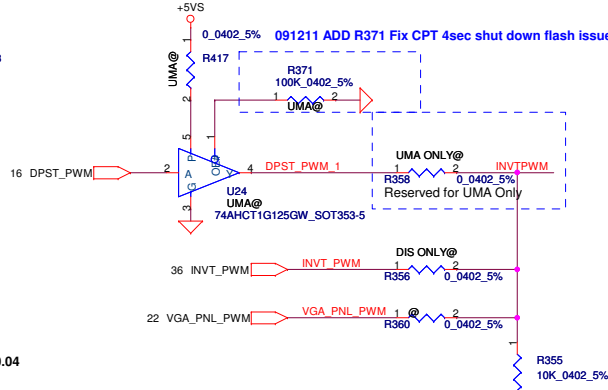 +5VS
1
0_0402_5%
091211 ADD R371 Fix CPT 4sec shut down flash issue
UMA@
R417
2
R371
100K_0402_5%
1
2
UMA@
1
5
P
OE#
16 DPST_PWM
2
A
Y
4
DPST_PWM_1
G
3
U24
UMA@
74AHCT1G125GW_SOT353-5
UMA ONLY@
1
2
INVTPWM
R358
0_0402_5%
Reserved for UMA Only
DIS ONLY@
36 INVT_PWM
INVT_PWM
1
2
R356
0_0402_5%
22 VGA_PNL_PWM
VGA_PNL_PWM
1
@
2
R360
0_0402_5%
1
R355
10K_0402_5%
.04